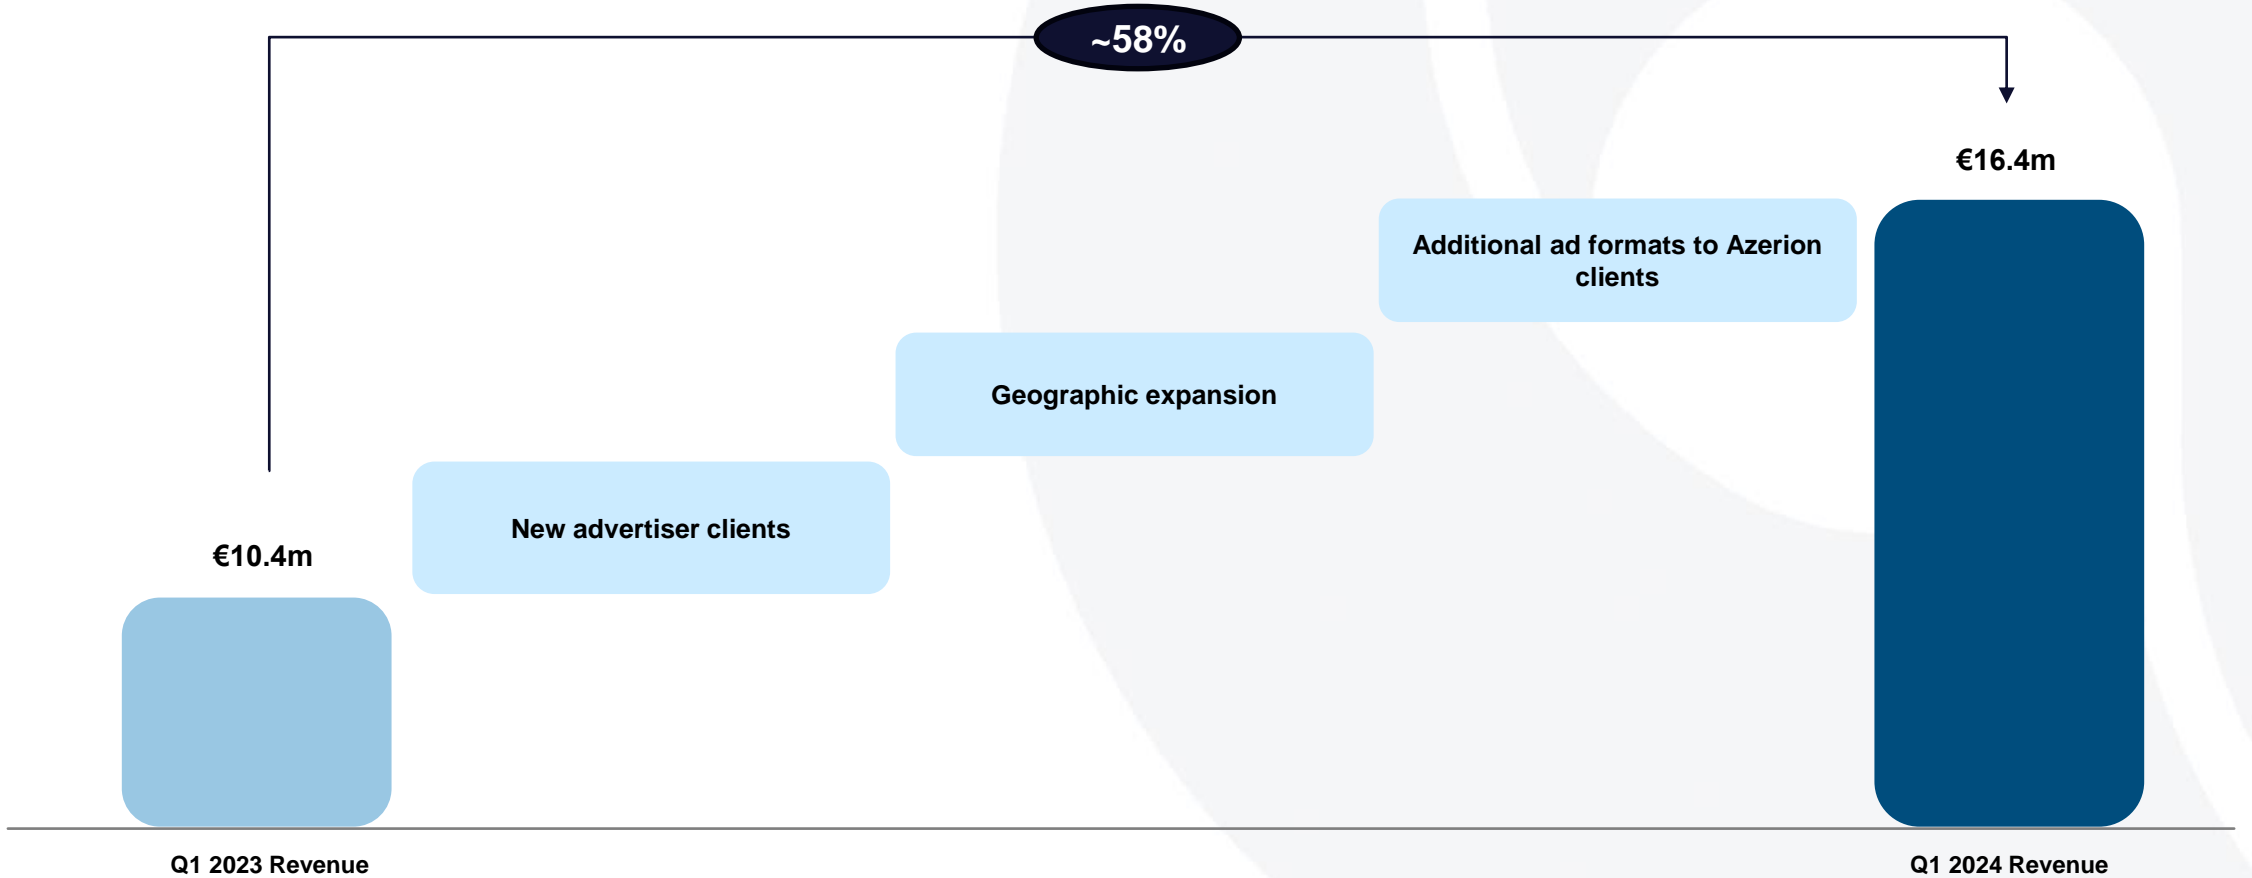 ~58%
€16.4m
Additional ad formats to Azerion
clients
Geographic expansion
New advertiser clients
€10.4m
Q1 2023 Revenue
Q1 2024 Revenue